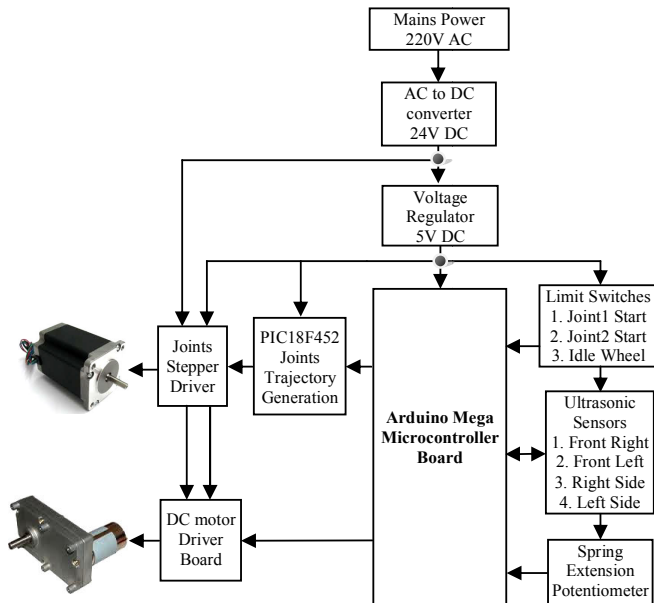 Mains Power
220V AC
AC to DC
converter
24V DC
Voltage
Regulator
5V DC
Limit Switches
1. Joint1 Start
2. Joint2 Start
3. Idle Wheel
Joints
Stepper
Driver
PIC18F452
Joints
Trajectory
Generation
Arduino Mega
Microcontroller
Board
Ultrasonic
Sensors
1. Front Right
2. Front Left
3. Right Side
4. Left Side
DC motor
Driver
Board
Spring
Extension
Potentiometer